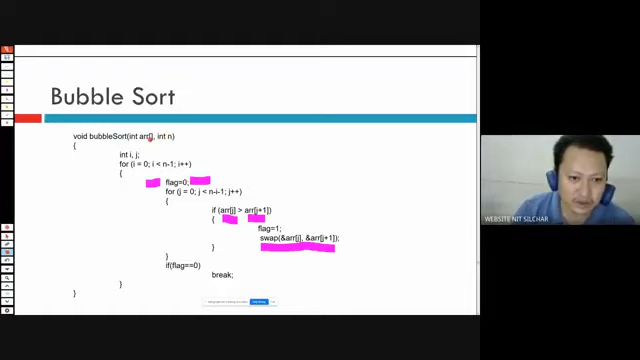 Bubble Sort
void bubbleSort(int arr[], int n)
{
int i, j;
for (i = 0; i < n-1; i++)
{
flag=0;
for (j = 0; j < n-i-1; j++)
{
if (arr[j] > arr[j+1])
{
flag=1;
swap(&arr[j], &arr[j+1]);
}
}
if(flag==0)
break;
}
}
WEBSITE NIT SILCHAR